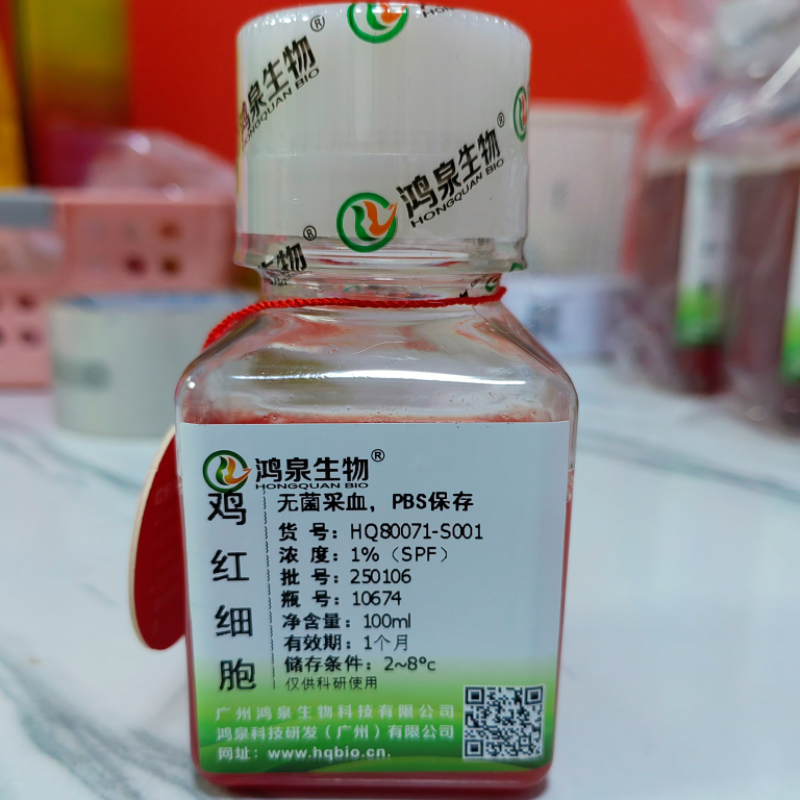 鸿泉生物®
HONGQUAN BIO
鸿泉生物®
HONGQUAN BIO
物®
鸿泉生物®
HONGQUAN BIO
鸡红细胞
无菌采血，PBS保存
货 号：HQ80071-S001
浓 度：1%（SPF）
批 号：250106
瓶 号：10674
净含量：100ml
有效期：1个月
储存条件：2~8°c
仅供科研使用
广州鸿泉生物科技有限公司
鸿泉科技研发（广州）有限公司
网址：www.hqbio.cn.